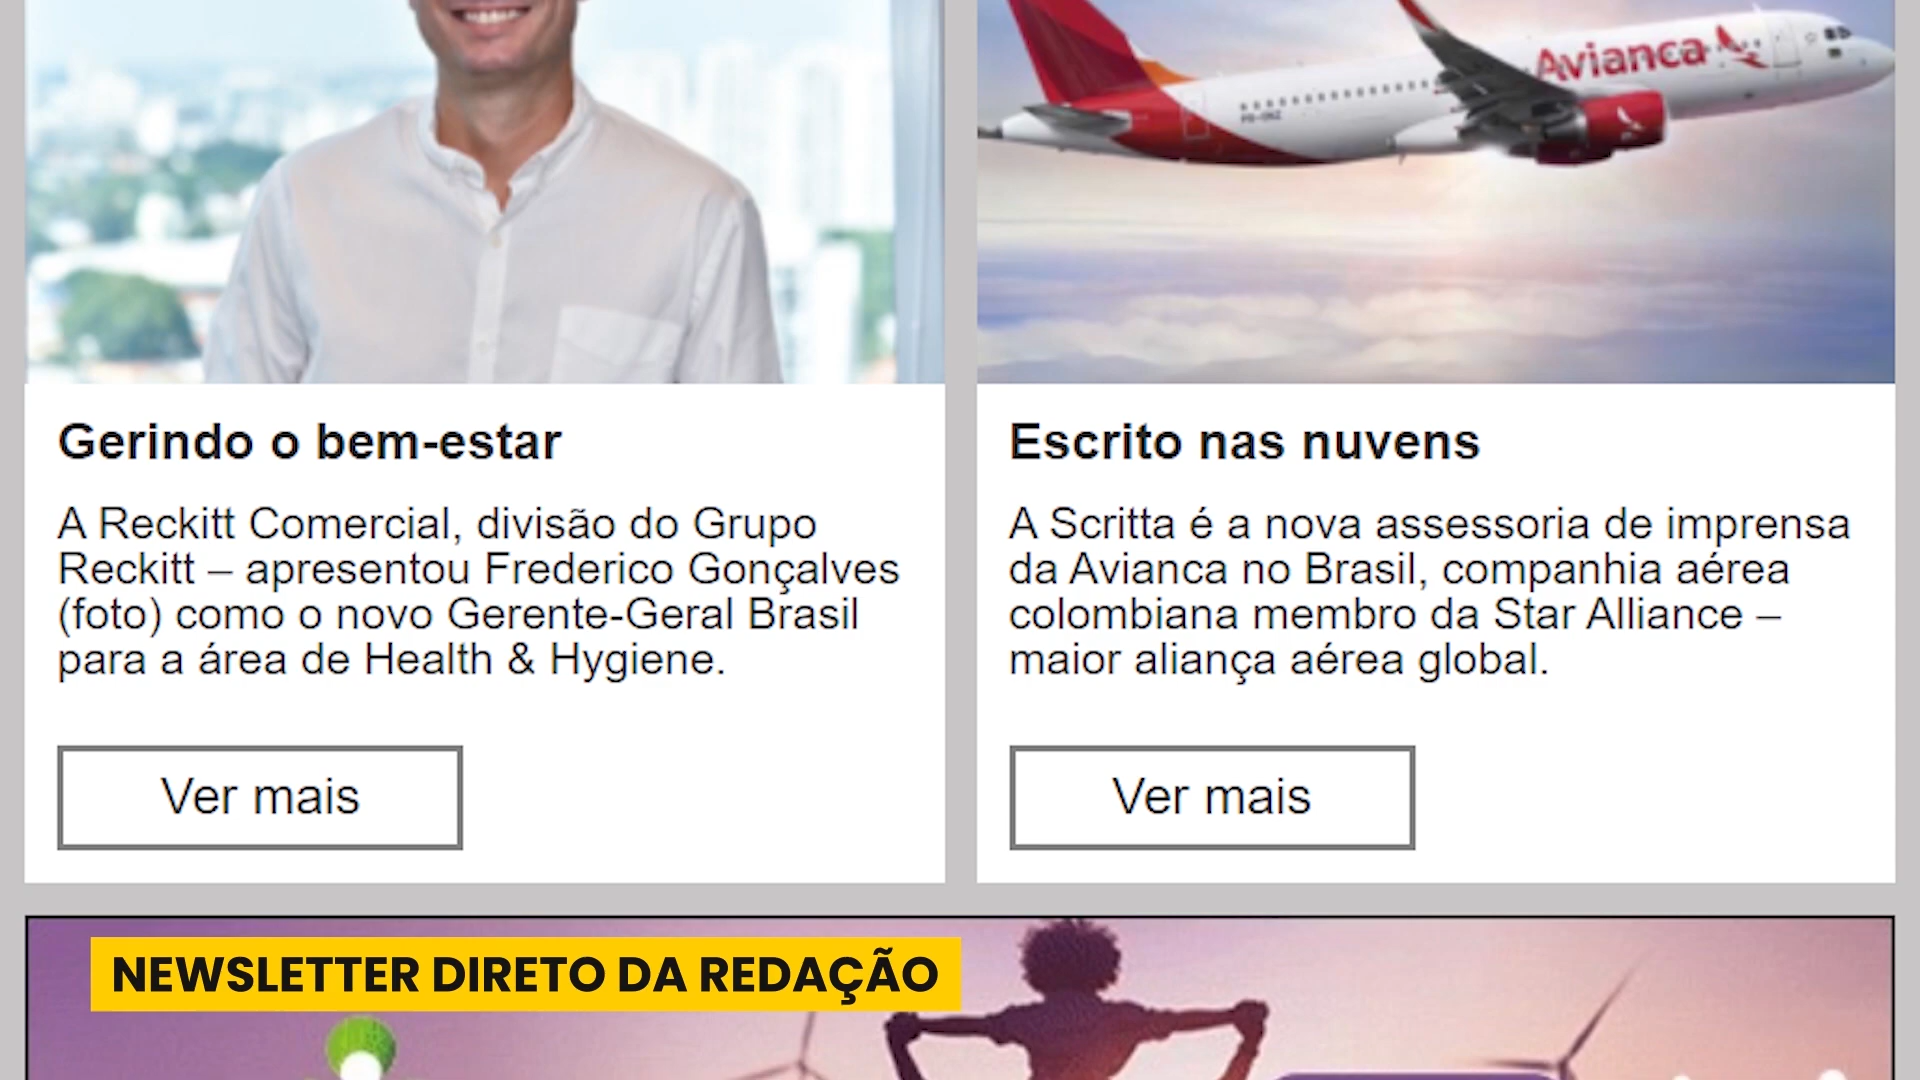 Avianca
Gerindo o bem-estar
A Reckitt Comercial, divisão do Grupo
Reckitt – apresentou Frederico Gonçalves
(foto) como o novo Gerente-Geral Brasil
para a área de Health & Hygiene.
Ver mais
Escrito nas nuvens
A Scritta é a nova assessoria de imprensa
da Avianca no Brasil, companhia aérea
colombiana membro da Star Alliance –
maior aliança aérea global.
Ver mais
NEWSLETTER DIRETO DA REDAÇÃO